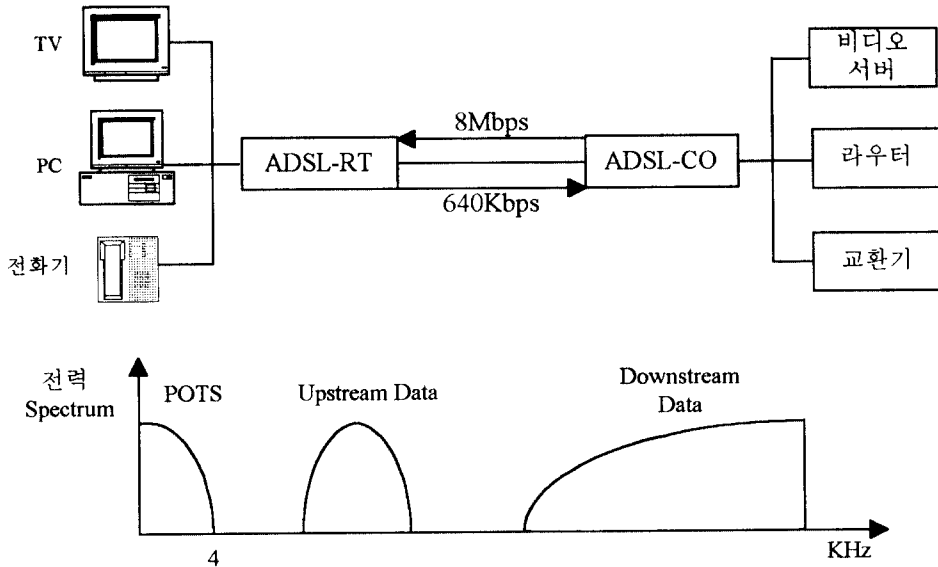 TV
비디오
서버
8Mbps
PC
ADSL-RT
ADSL-CO
라우터
640Kbps
전화기
교환기
전력
Spectrum
POTS
Upstream Data
Downstream
Data
4
KHz